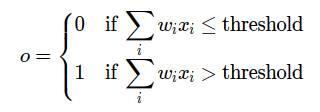 o = { 0 if ∑_i w_i x_i ≤ threshold
1 if ∑_i w_i x_i > threshold